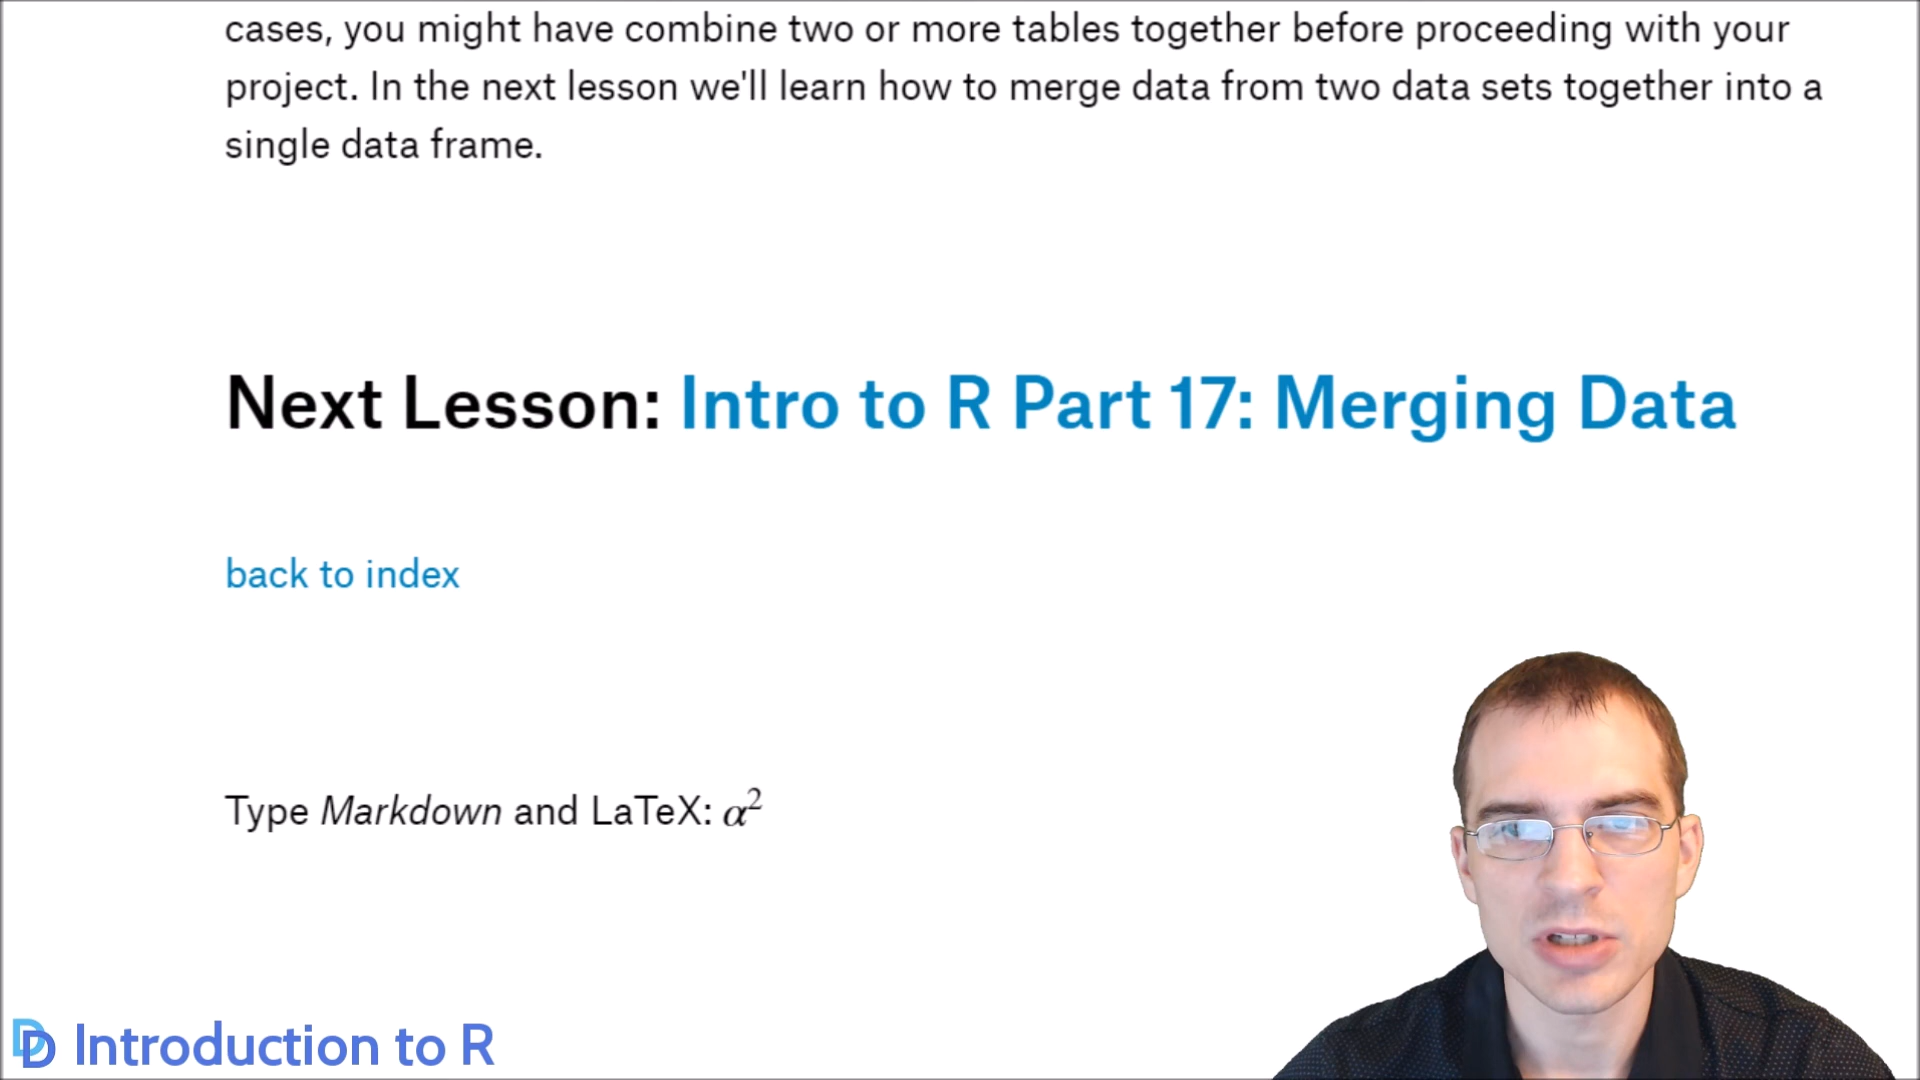 cases, you might have combine two or more tables together before proceeding with your
project. In the next lesson we'll learn how to merge data from two data sets together into a
single data frame.
Next Lesson: Intro to R Part 17: Merging Data
back to index
Type Markdown and LaTeX: α²
Introduction to R